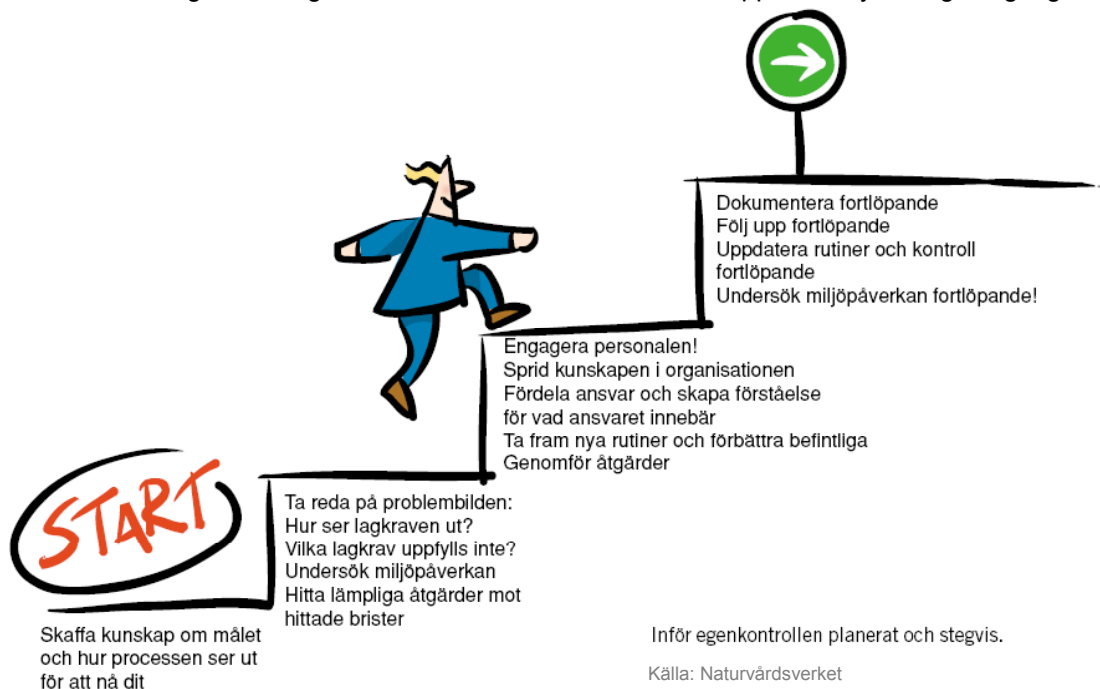 START
Skaffa kunskap om målet
och hur processen ser ut
för att nå dit
Ta reda på problembilden:
Hur ser lagkraven ut?
Vilka lagkrav uppfylls inte?
Undersök miljöpåverkan
Hitta lämpliga åtgärder mot
hittade brister
Engagera personalen!
Sprid kunskapen i organisationen
Fördela ansvar och skapa förståelse
för vad ansvaret innebär
Ta fram nya rutiner och förbättra befintliga
Genomför åtgärder
Dokumentera fortlöpande
Följ upp fortlöpande
Uppdatera rutiner och kontroll
fortlöpande
Undersök miljöpåverkan fortlöpande!
Inför egenkontrollen planerat och stegvis.
Källa: Naturvårdsverket